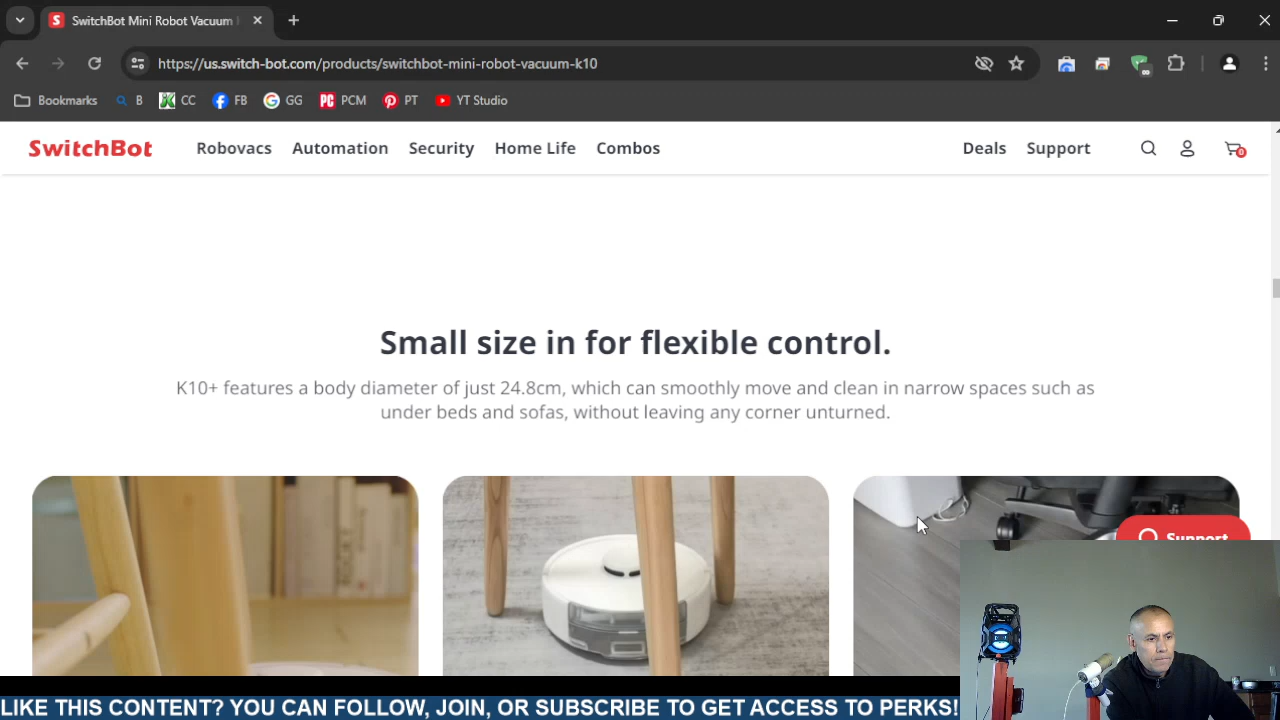 SwitchBot Mini Robot Vacuum
https://us.switch-bot.com/products/switchbot-mini-robot-vacuum-k10
Bookmarks B CC FB GG PCM PT YT Studio
SwitchBot Robovacs Automation Security Home Life Combos Deals Support 0
Small size in for flexible control.
K10+ features a body diameter of just 24.8cm, which can smoothly move and clean in narrow spaces such as
under beds and sofas, without leaving any corner unturned.
Support
LIKE THIS CONTENT? YOU CAN FOLLOW, JOIN, OR SUBSCRIBE TO GET ACCESS TO PERKS!